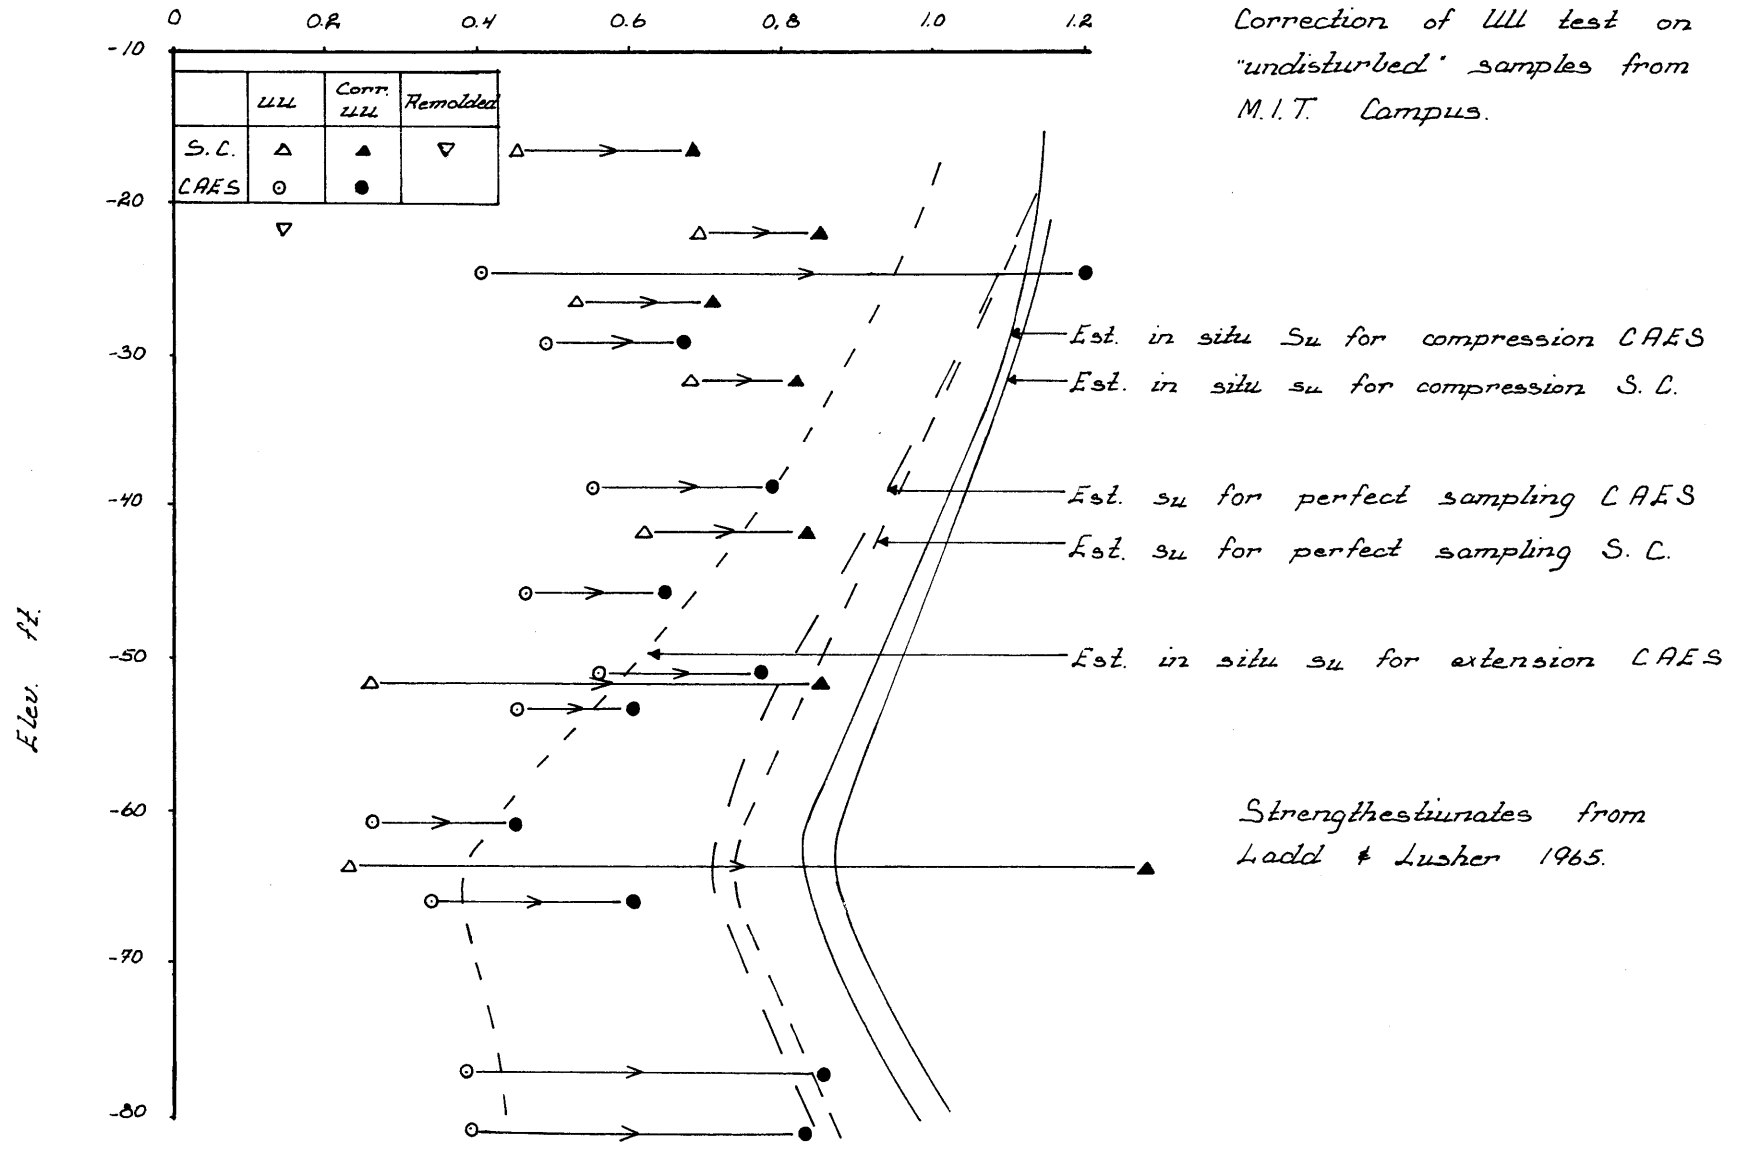 0 0.2 0.4 0.6 0.8 1.0 1.2
Correction of UU test on
"undisturbed" samples from
M.I.T. Campus.
-10
UU Corr. UU Remolded
S.C.
CAES
-20
Est. in situ Su for compression CAES
-30
Est. in situ su for compression S.C.
Est. su for perfect sampling CAES
-40
Est. su for perfect sampling S.C.
Elev. ft.
-50
Est. in situ su for extension CAES
-60
Strengthestiunates from
Ladd & Lusher 1965.
-70
-80